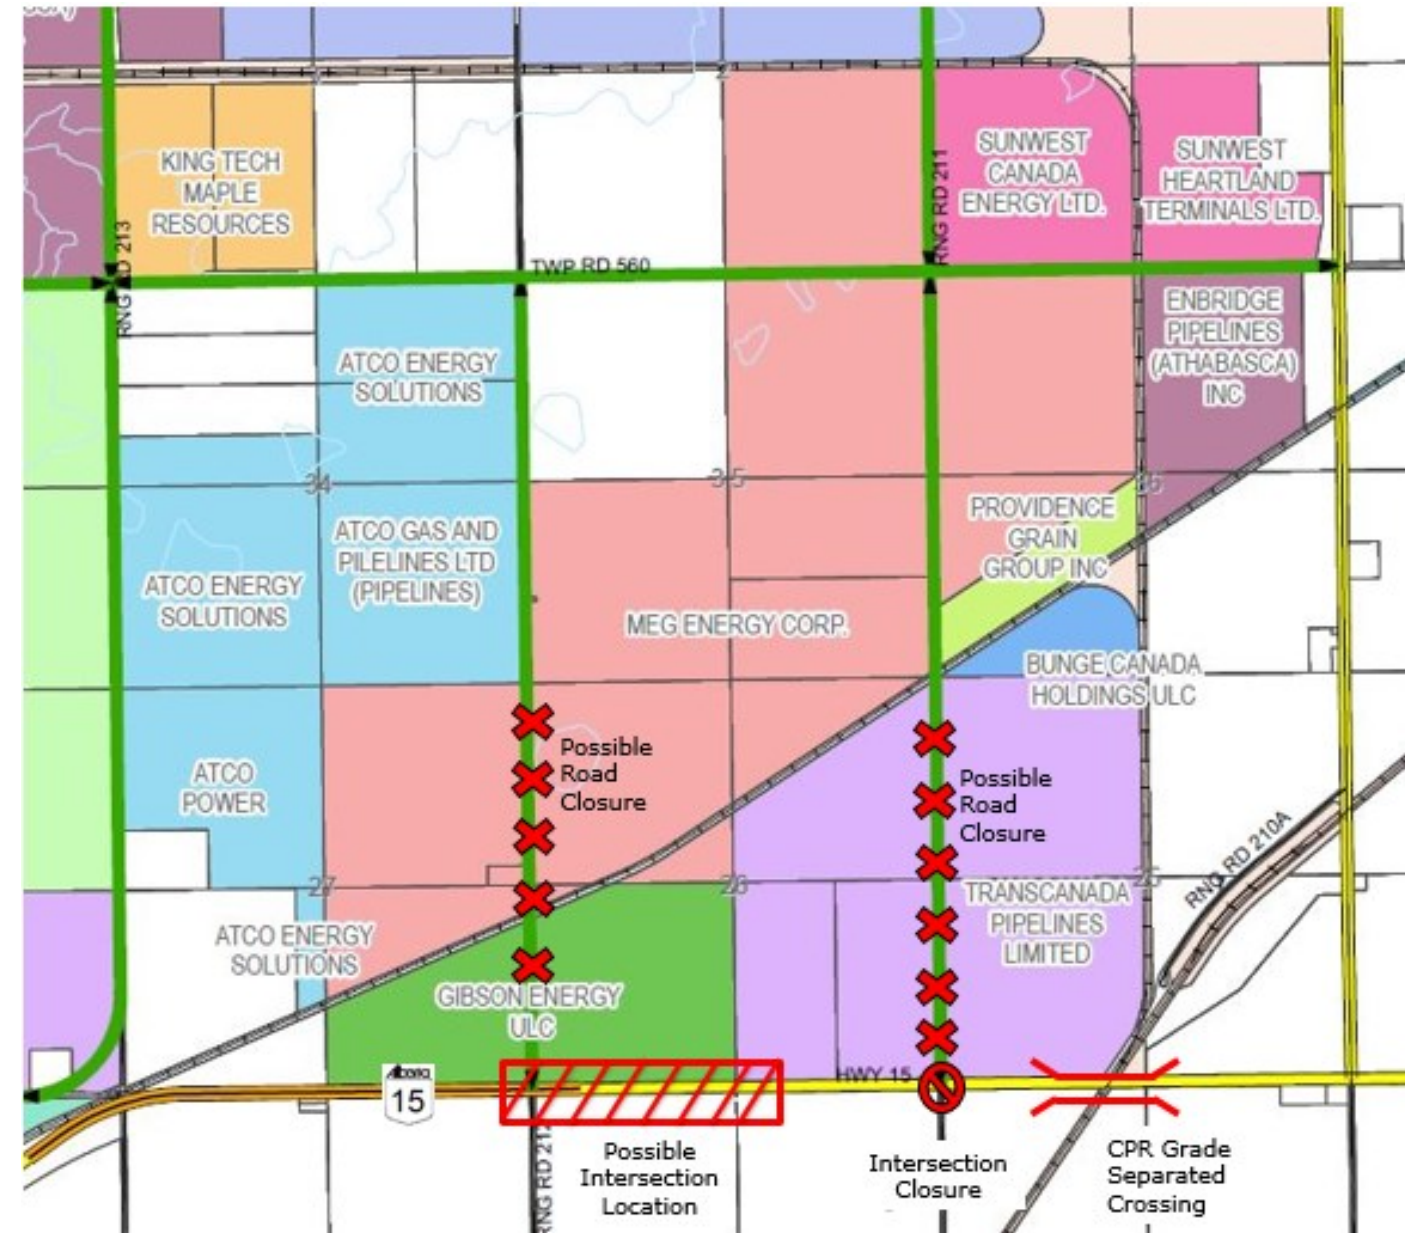 KING TECH
MAPLE
RESOURCES
SUNWEST
CANADA
ENERGY LTD.
SUNWEST
HEARTLAND
TERMINALS LTD.
RNG RD 211
RNG RD 213
TWP RD 560
ENBRIDGE
PIPELINES
(ATHABASCA)
INC
ATCO ENERGY
SOLUTIONS
34
35
36
ATCO GAS AND
PILELINES LTD
(PIPELINES)
PROVIDENCE
GRAIN
GROUP INC
ATCO ENERGY
SOLUTIONS
MEG ENERGY CORP.
BUNGE CANADA
HOLDINGS ULC
Possible
Road
Closure
Possible
Road
Closure
ATCO
POWER
RNG RD 210A
27
26
25
TRANSCANADA
PIPELINES
LIMITED
ATCO ENERGY
SOLUTIONS
GIBSON ENERGY
ULC
HWY 15
Alberta
15
RNG RD 212
Possible
Intersection
Location
Intersection
Closure
CPR Grade
Separated
Crossing